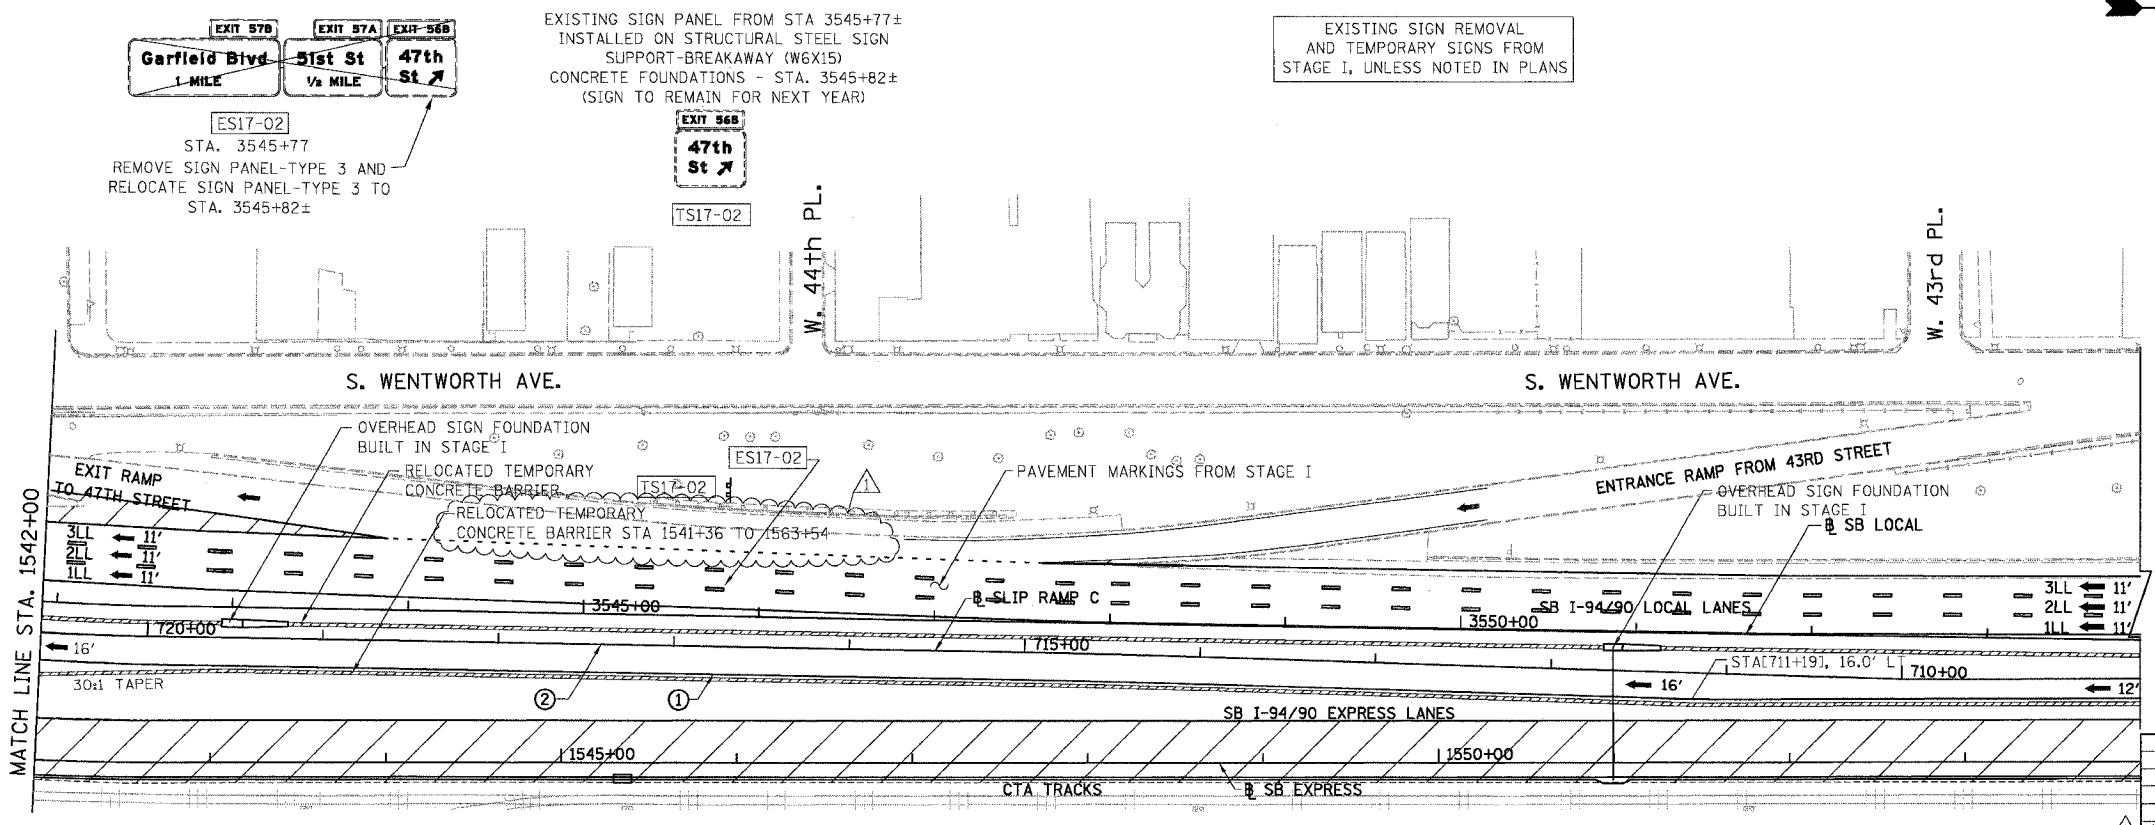 EXIT 57B
EXIT 57A
EXIT 56B
Garfield Blvd
1 MILE
51st St
1/2 MILE
47th
St ↗
ES17-02
STA. 3545+77
REMOVE SIGN PANEL-TYPE 3 AND
RELOCATE SIGN PANEL-TYPE 3 TO
STA. 3545+82±
EXISTING SIGN PANEL FROM STA 3545+77±
INSTALLED ON STRUCTURAL STEEL SIGN
SUPPORT-BREAKAWAY (W6X15)
CONCRETE FOUNDATIONS - STA. 3545+82±
(SIGN TO REMAIN FOR NEXT YEAR)
EXIT 56B
47th
St ↗
TS17-02
EXISTING SIGN REMOVAL
AND TEMPORARY SIGNS FROM
STAGE I, UNLESS NOTED IN PLANS
W. 44th PL.
W. 43rd PL.
S. WENTWORTH AVE.
S. WENTWORTH AVE.
OVERHEAD SIGN FOUNDATION
BUILT IN STAGE I
RELOCATED TEMPORARY
CONCRETE BARRIER
TS17-02
ES17-02
1
RELOCATED TEMPORARY
CONCRETE BARRIER STA 1541+36 TO 1563+54
PAVEMENT MARKINGS FROM STAGE I
ENTRANCE RAMP FROM 43RD STREET
OVERHEAD SIGN FOUNDATION
BUILT IN STAGE I
℄ SB LOCAL
EXIT RAMP
TO 47TH STREET
3LL 11'
2LL 11'
1LL 11'
MATCH LINE STA. 1542+00
3545+00
℄ SLIP RAMP C
SB I-94/90 LOCAL LANES
3550+00
3LL 11'
2LL 11'
1LL 11'
720+00
715+00
STA[711+19], 16.0' LT
710+00
16'
30:1 TAPER
2
1
16'
12'
SB I-94/90 EXPRESS LANES
1545+00
1550+00
CTA TRACKS
℄ SB EXPRESS